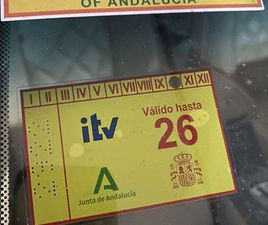 OF ANDALUCIA
I II III IV V VI VII VIII IX XI XII
itv
Válido hasta
26
Junta de Andalucía